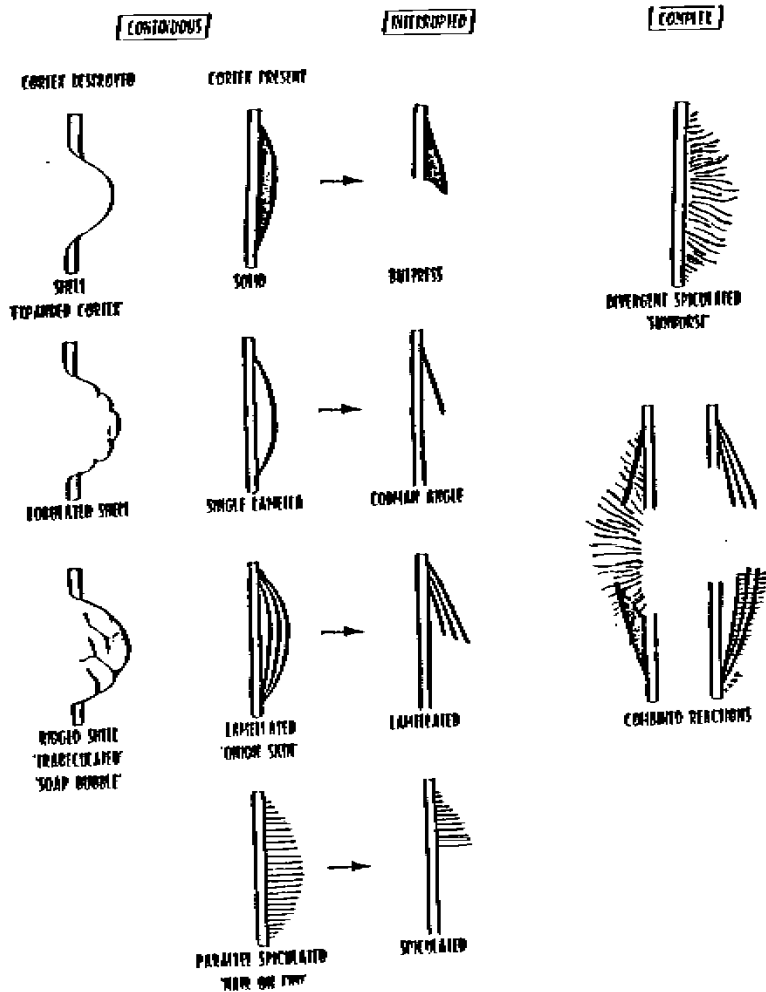 CONTINUOUS
INTERRUPTED
COMPLEX
CORTEX DESTROYED
CORTEX PRESENT
SHELL
"EXPANDED CORTEX"
SOLID
BUTTRESS
DIVERGENT SPICULATED
"SUNBURST"
LOBULATED SHELL
SINGLE LAMELLA
CODMAN ANGLE
RIDGED SHELL
"TRABECULATED"
"SOAP BUBBLE"
LAMELLATED
"ONION SKIN"
LAMELLATED
COMBINED REACTIONS
PARALLEL SPICULATED
"HAIR ON END"
SPICULATED